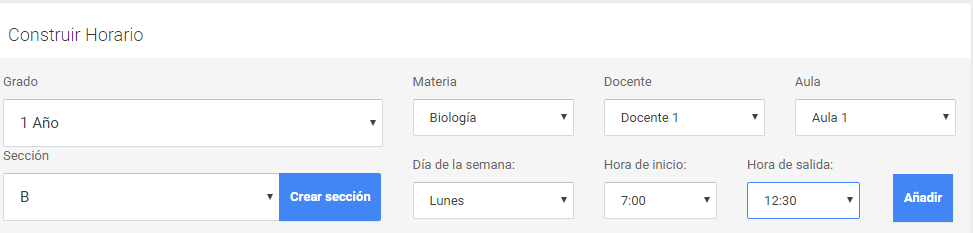 Construir Horario
Grado
Materia
Docente
Aula
1 Año
Biología
Docente 1
Aula 1
Sección
Día de la semana:
Hora de inicio:
Hora de salida:
B
Crear sección
Lunes
7:00
12:30
Añadir